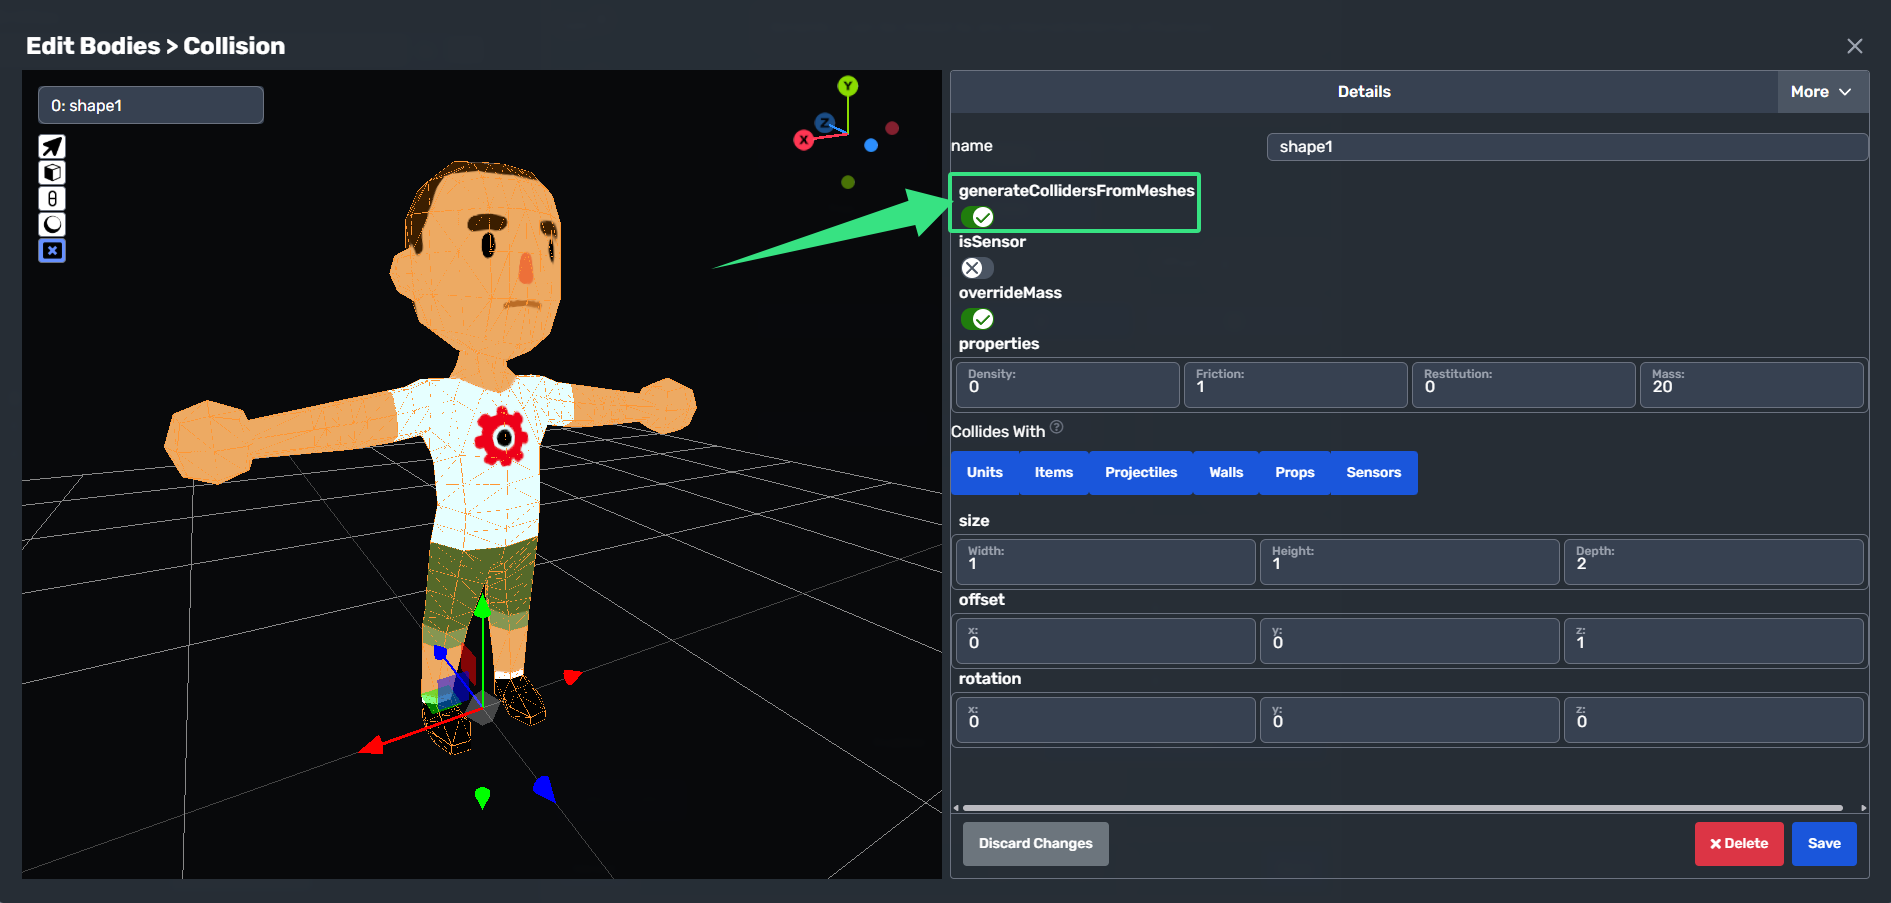 Edit Bodies > Collision
0: shape1
Y
Z
X
Details
More
name
shape1
generateCollidersFromMeshes
isSensor
overrideMass
properties
Density:
0
Friction:
1
Restitution:
0
Mass:
20
Collides With
Units Items Projectiles Walls Props Sensors
size
Width:
1
Height:
1
Depth:
2
offset
x:
0
y:
0
z:
1
rotation
x:
0
y:
0
z:
0
Discard Changes
Delete
Save